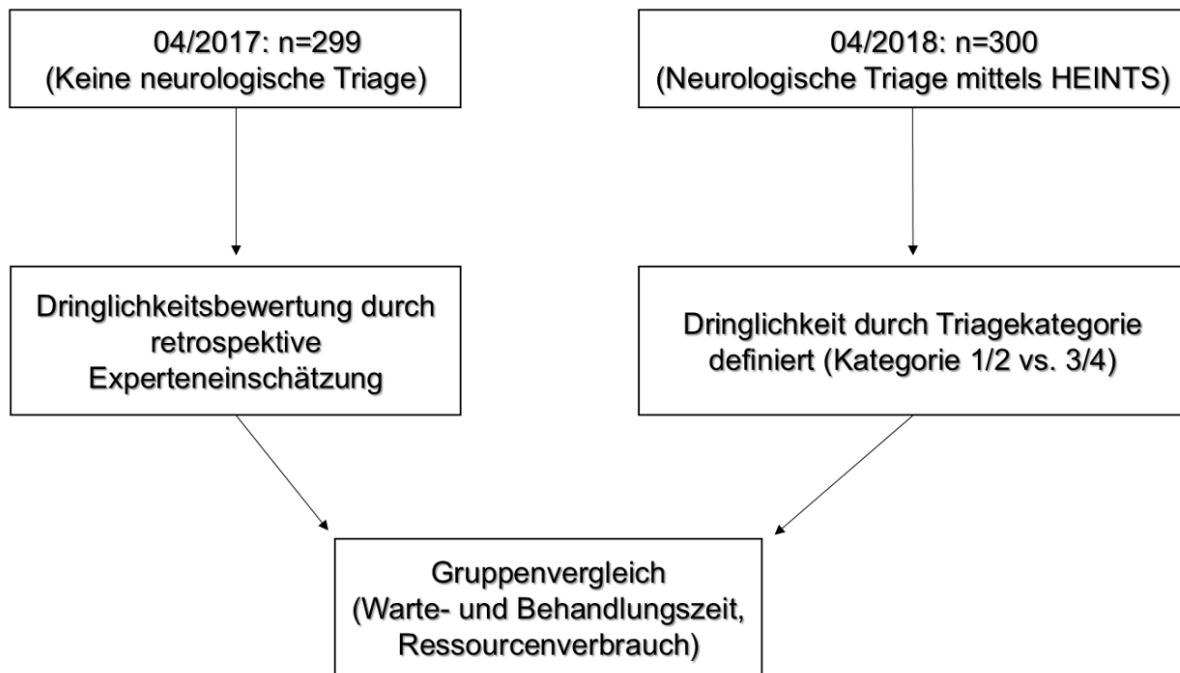 04/2017: n=299
(Keine neurologische Triage)
04/2018: n=300
(Neurologische Triage mittels HEINTS)
Dringlichkeitsbewertung durch
retrospektive
Experteneinschätzung
Dringlichkeit durch Triagekategorie
definiert (Kategorie 1/2 vs. 3/4)
Gruppenvergleich
(Warte- und Behandlungszeit,
Ressourcenverbrauch)